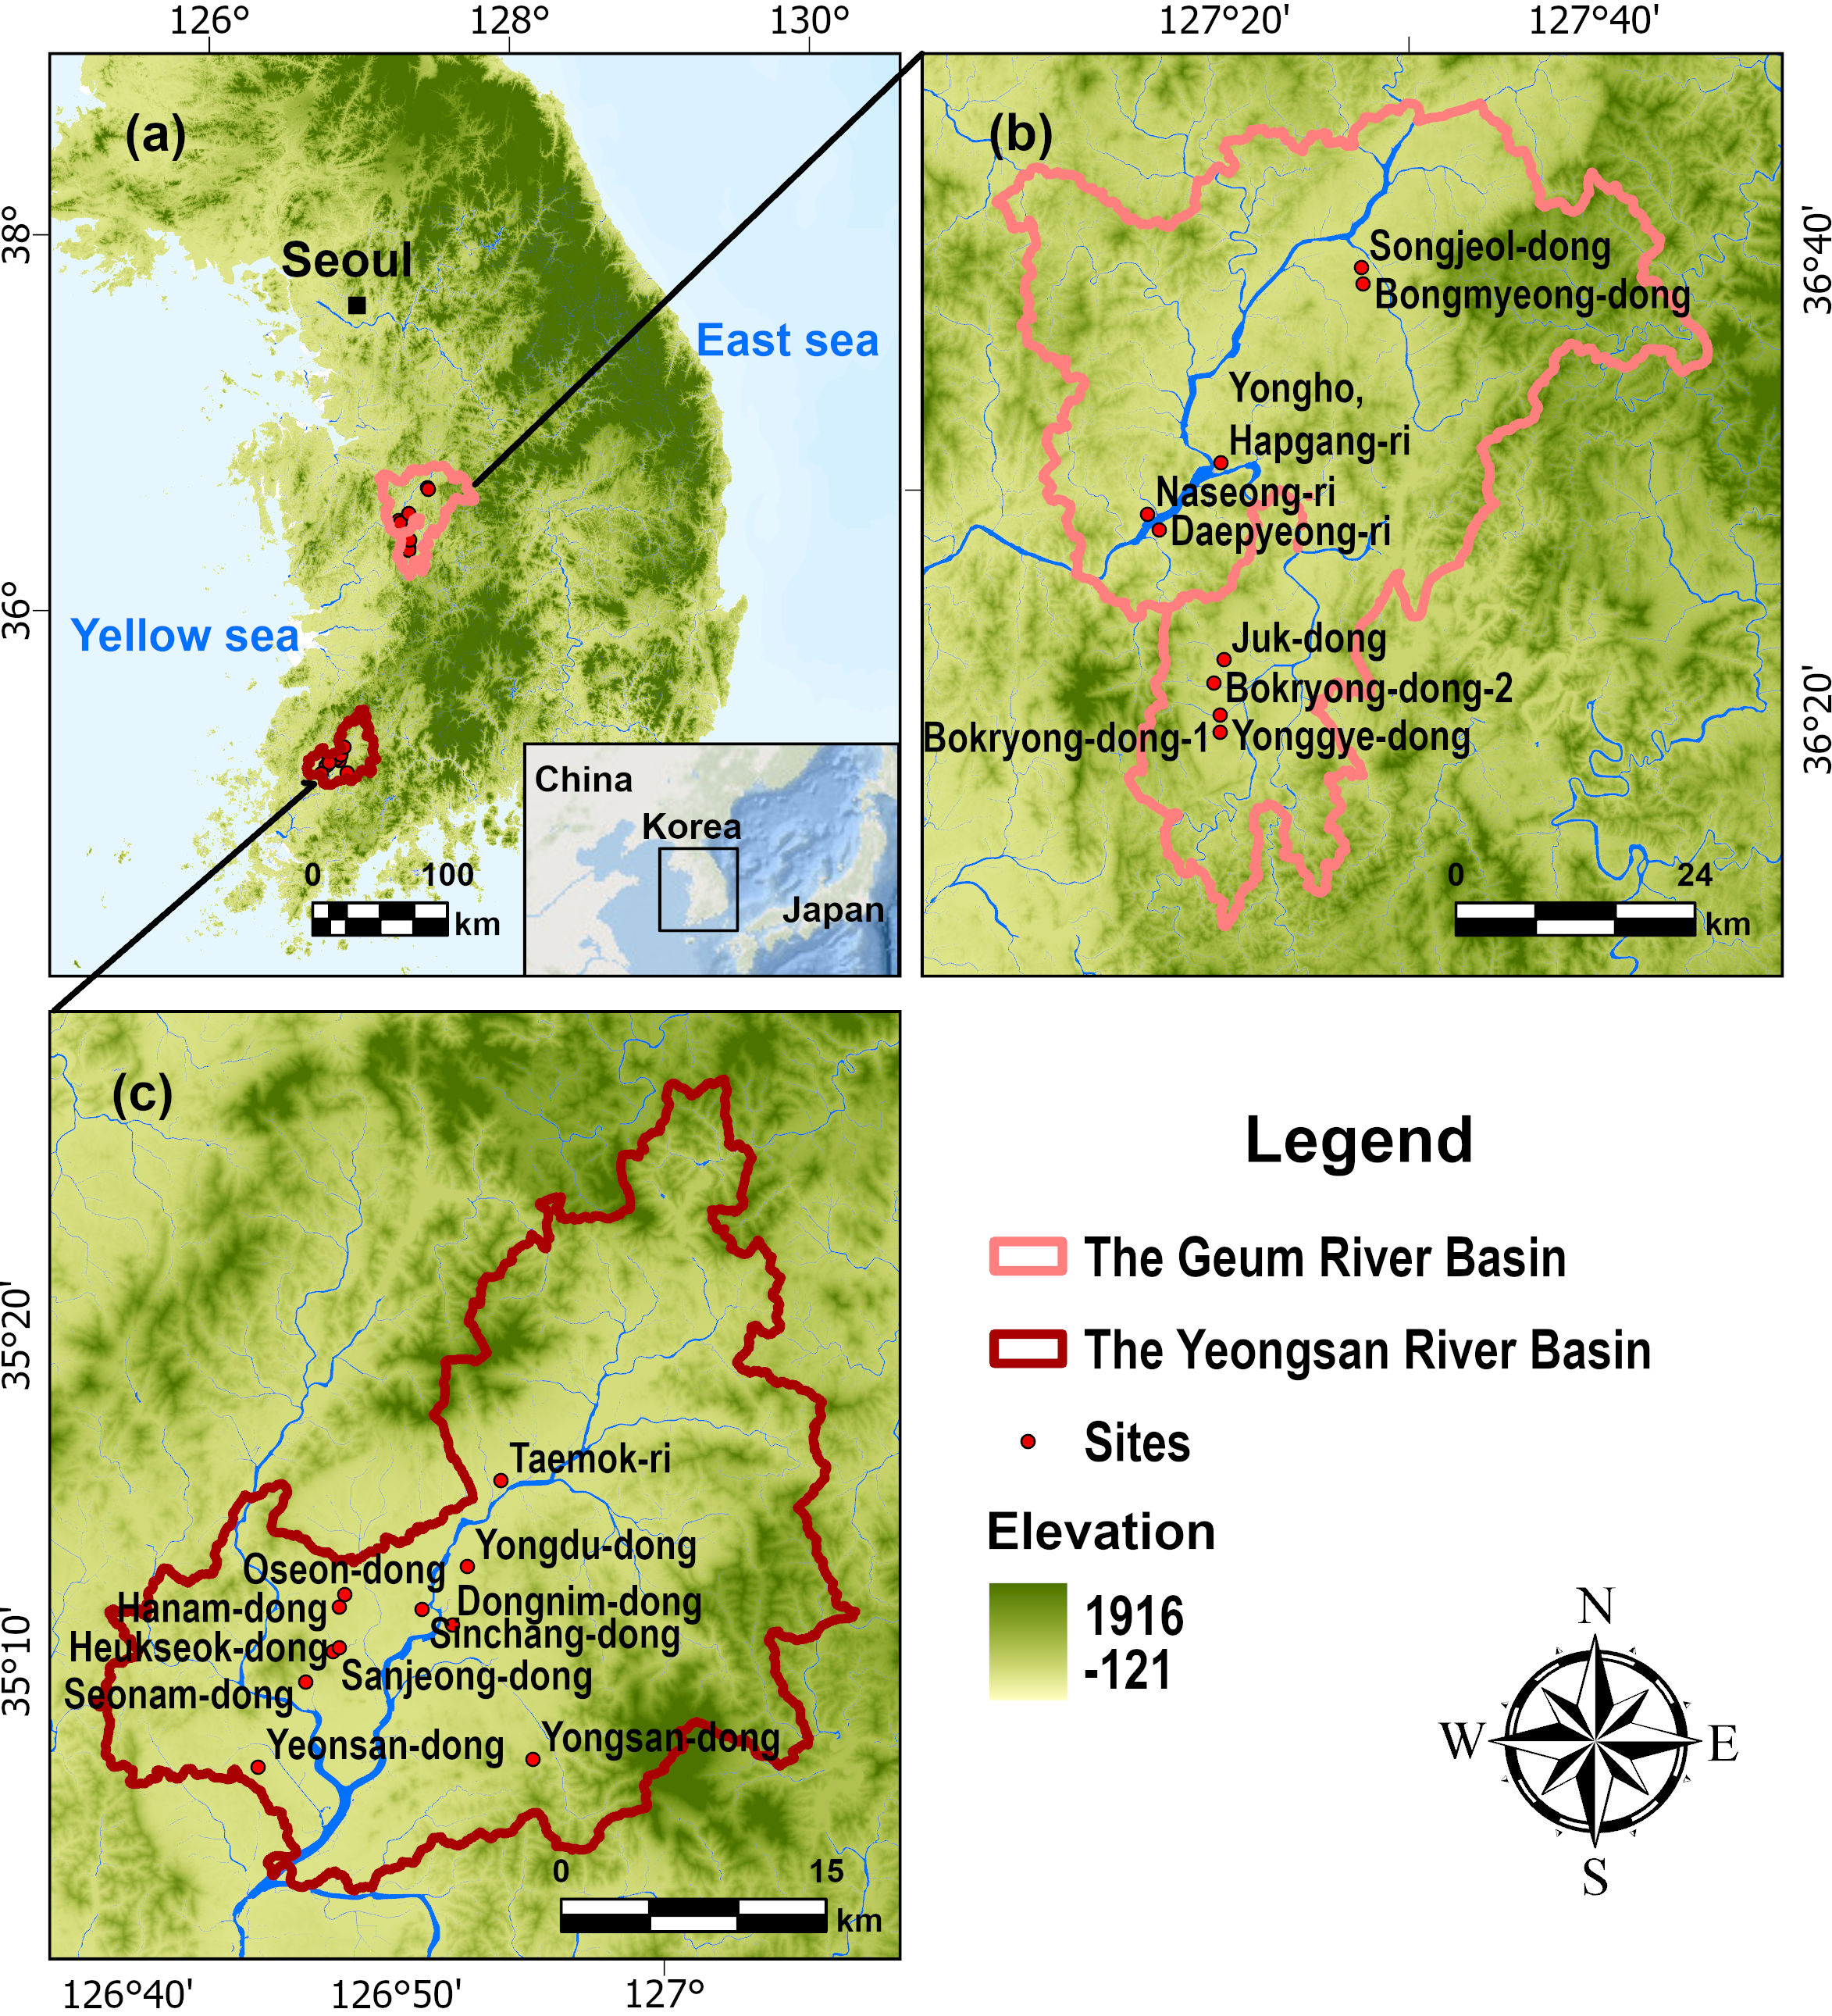 126°
128°
130°
127°20'
127°40'
38°
36°
(a)
Seoul
East sea
Yellow sea
0
100
km
China
Korea
Japan
(b)
Songjeol-dong
Bongmyeong-dong
Yongho,
Hapgang-ri
Naseong-ri
Daepyeong-ri
Juk-dong
Bokryong-dong-2
Bokryong-dong-1
Yonggye-dong
0
24
km
36°40'
36°20'
(c)
Taemok-ri
Yongdu-dong
Oseon-dong
Hanam-dong
Dongnim-dong
Sinchang-dong
Heukseok-dong
Sanjeong-dong
Seonam-dong
Yeonsan-dong
Yongsan-dong
0
15
km
35°20'
35°10'
126°40'
126°50'
127°
Legend
The Geum River Basin
The Yeongsan River Basin
Sites
Elevation
1916
-121
N
W
E
S